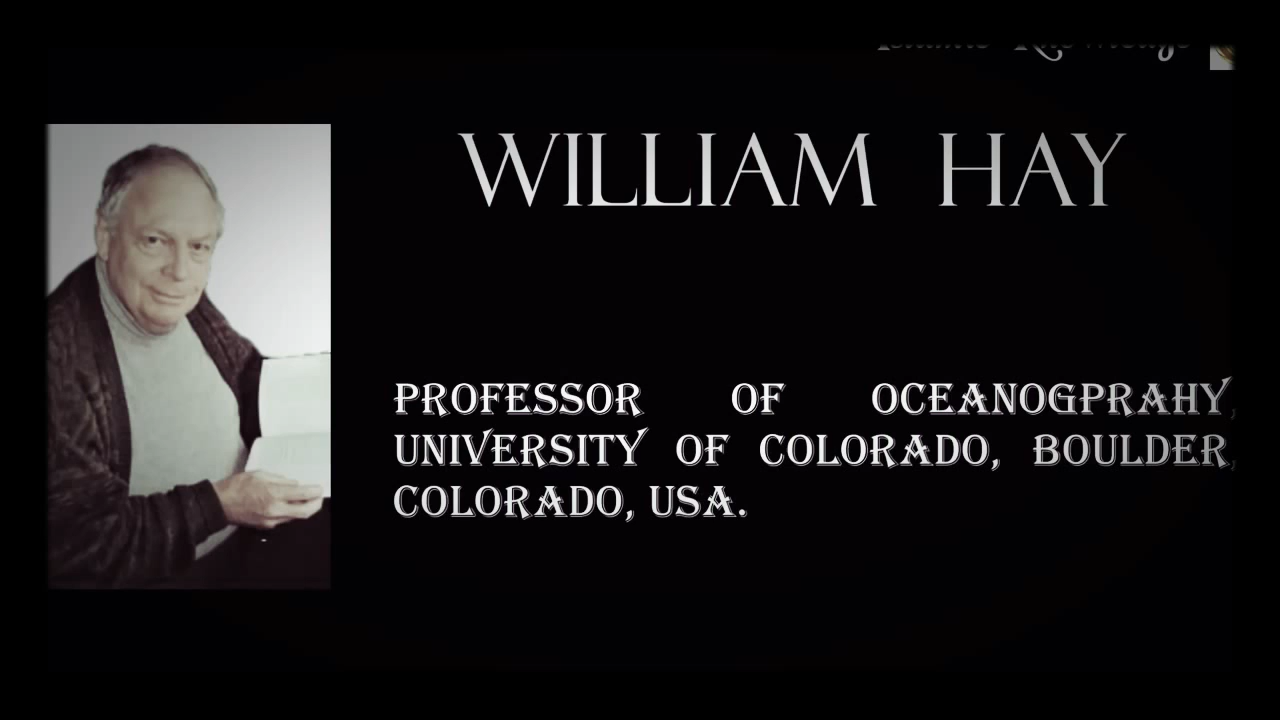 WILLIAM HAY
PROFESSOR OF OCEANOGPRAHY,
UNIVERSITY OF COLORADO, BOULDER,
COLORADO, USA.